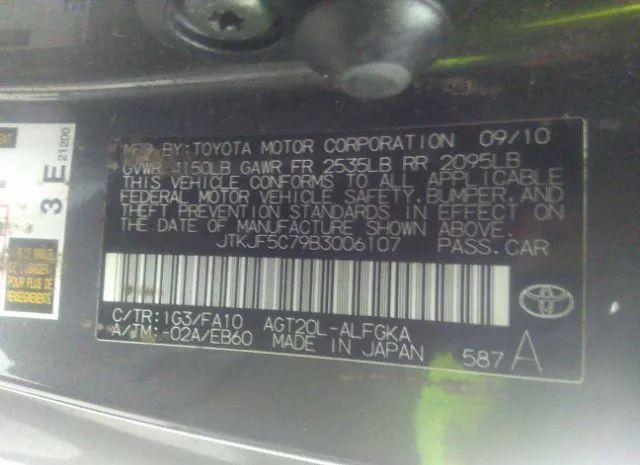 MFD BY:TOYOTA MOTOR CORPORATION 09/10
GVWR 4150LB GAWR FR 2535LB RR 2095LB
THIS VEHICLE CONFORMS TO ALL APPLICABLE
FEDERAL MOTOR VEHICLE SAFETY,BUMPER,AND
THEFT PREVENTION STANDARDS IN EFFECT ON
THE DATE OF MANUFACTURE SHOWN ABOVE.
JTKJF5C79B3006107 PASS.CAR
C/TR:1G3/FA10 AGT20L-ALFGKA
A/TM:-02A/EB60 MADE IN JAPAN 587 A
3 E 21200